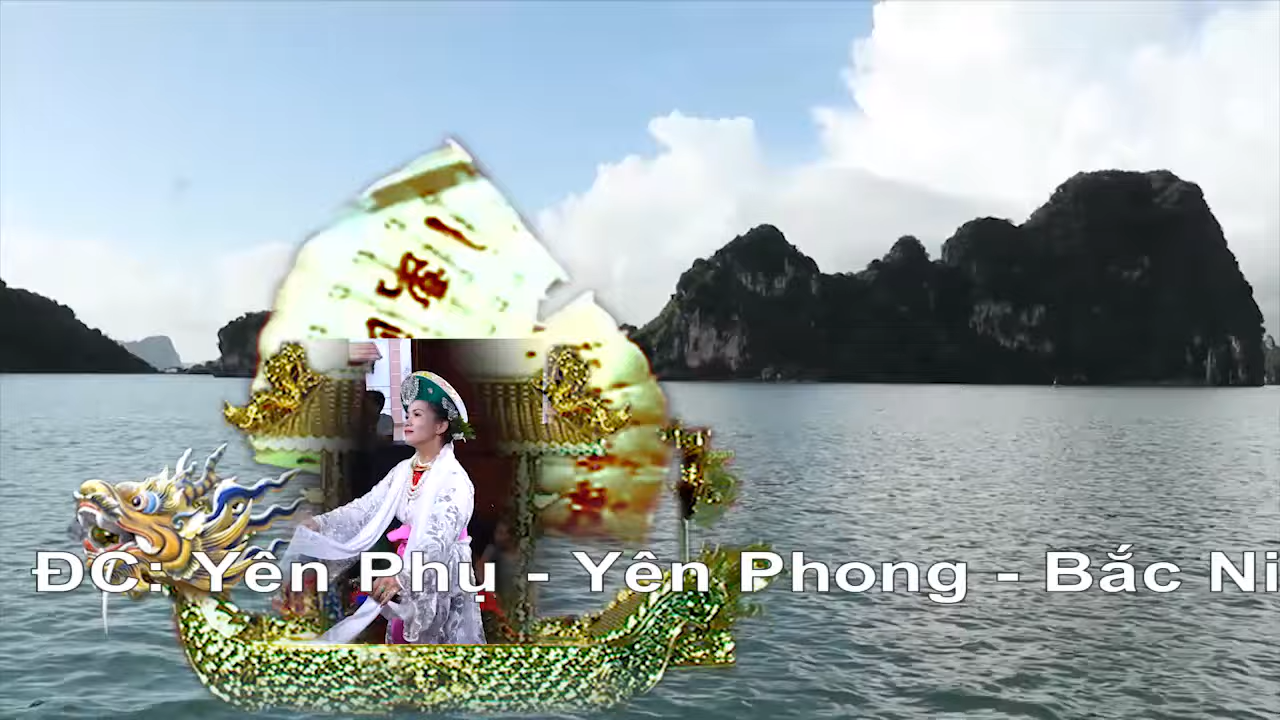 ĐC: Yên Phụ - Yên Phong - Bắc Ni